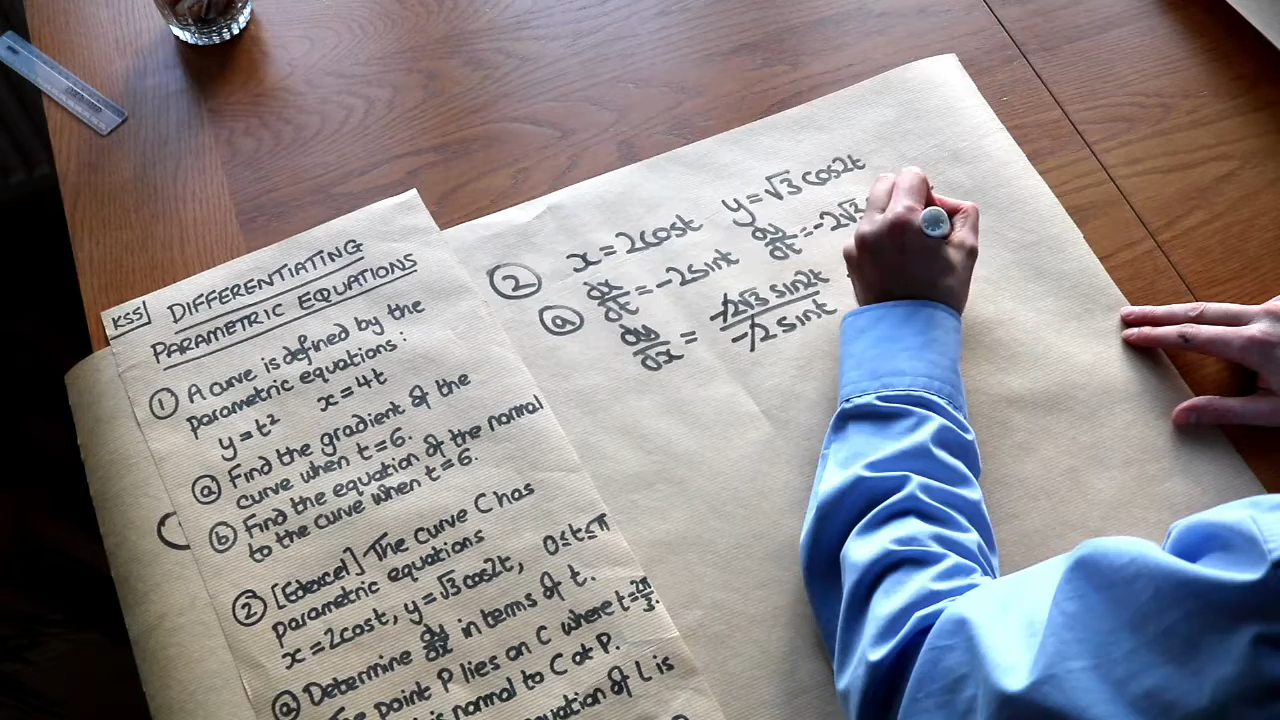 KS5
DIFFERENTIATING
PARAMETRIC EQUATIONS
① A curve is defined by the
parametric equations:
y = t² x = 4t
ⓐ Find the gradient of the
curve when t = 6.
ⓑ Find the equation of the normal
to the curve when t = 6.
② [Edexcel] The curve C has
parametric equations
x = 2cost, y = √3 cos2t, 0≤t≤π
ⓐ Determine dy/dx in terms of t.
point P lies on C where t = 2π/3.
is normal to C at P.
equation of L is
② x = 2cost y = √3 cos2t
ⓐ dx/dt = -2sint dy/dt = -2√3
dy/dx = -2√3 sin2t / -2sint